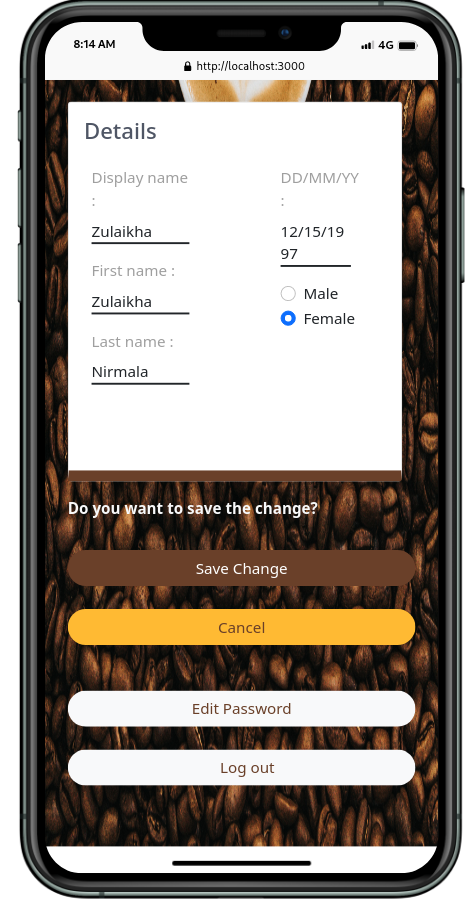 8:14 AM
4G
http://localhost:3000
Details
Display name
:
Zulaikha
First name :
Zulaikha
Last name :
Nirmala
DD/MM/YY
:
12/15/19
97
Male
Female
Do you want to save the change?
Save Change
Cancel
Edit Password
Log out